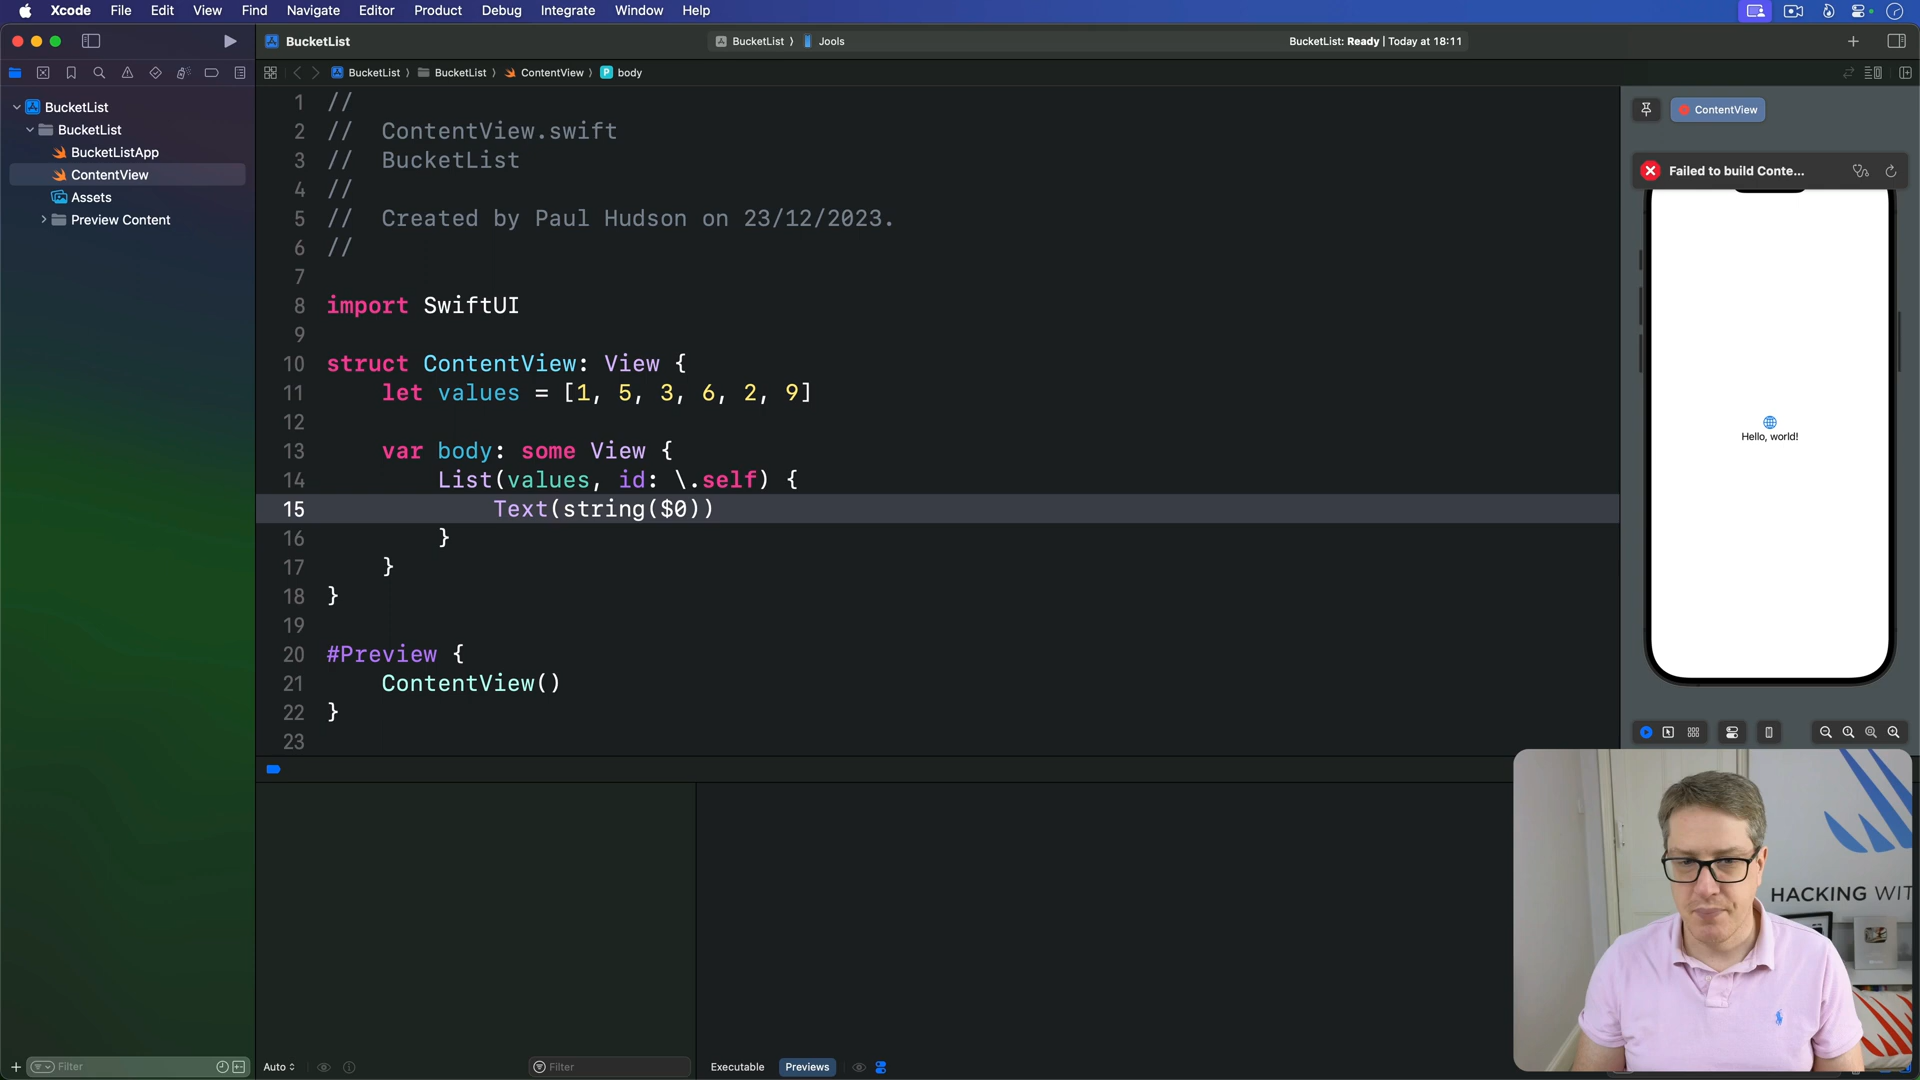 Xcode File Edit View Find Navigate Editor Product Debug Integrate Window Help
BucketList
BucketList 〉 Jools
BucketList: Ready | Today at 18:11
BucketList 〉 BucketList 〉 ContentView 〉 P body
BucketList
BucketList
BucketListApp
ContentView
Assets
Preview Content
1 //
2 //  ContentView.swift
3 //  BucketList
4 //
5 //  Created by Paul Hudson on 23/12/2023.
6 //
7
8 import SwiftUI
9
10 struct ContentView: View {
11     let values = [1, 5, 3, 6, 2, 9]
12
13     var body: some View {
14         List(values, id: \.self) {
15             Text(string($0))
16         }
17     }
18 }
19
20 #Preview {
21     ContentView()
22 }
23
ContentView
Failed to build Conte...
Hello, world!
HACKING WIT
Filter
Auto
Filter
Executable Previews